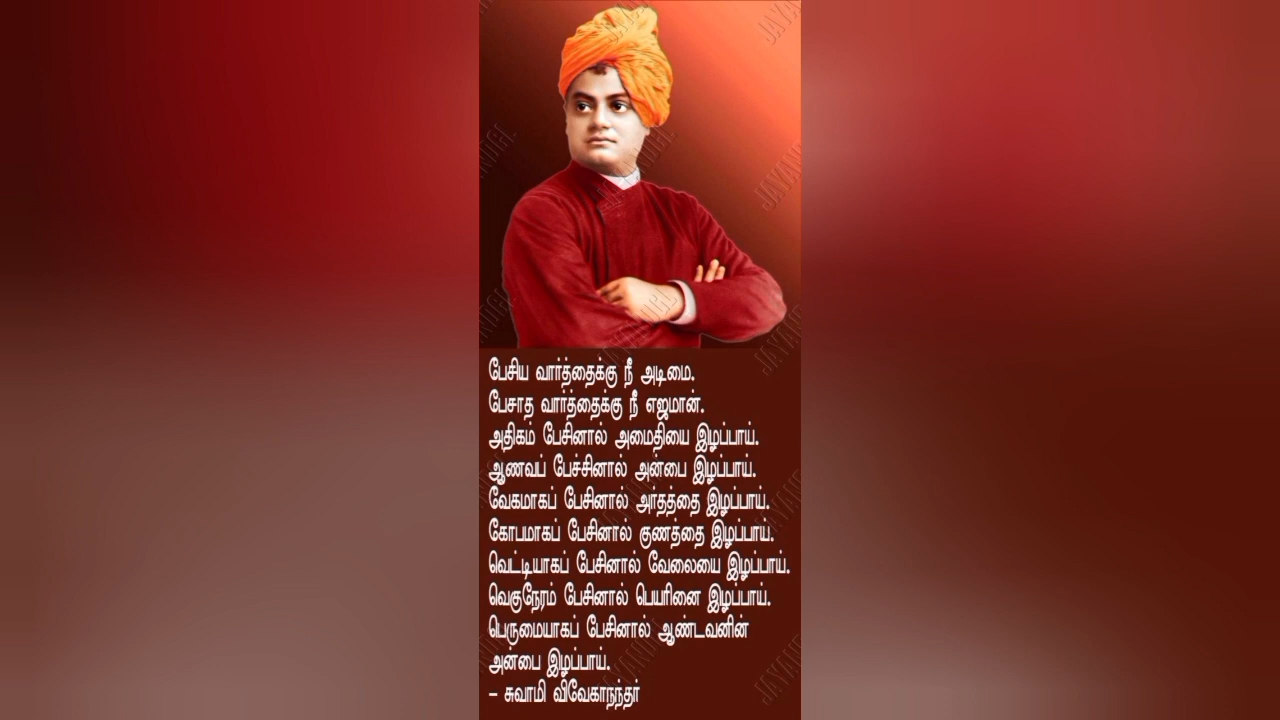 பேசிய வார்த்தைக்கு நீ அடிமை.
பேசாத வார்த்தைக்கு நீ எஜமான்.
அதிகம் பேசினால் அமைதியை இழப்பாய்.
ஆணவப் பேச்சினால் அன்பை இழப்பாய்.
வேகமாகப் பேசினால் அர்தத்தை இழப்பாய்.
கோபமாகப் பேசினால் குணத்தை இழப்பாய்.
வெட்டியாகப் பேசினால் வேலையை இழப்பாய்.
வெகுநேரம் பேசினால் பெயரினை இழப்பாய்.
பெருமையாகப் பேசினால் ஆண்டவனின்
அன்பை இழப்பாய்.
– சுவாமி விவேகாநந்தர்